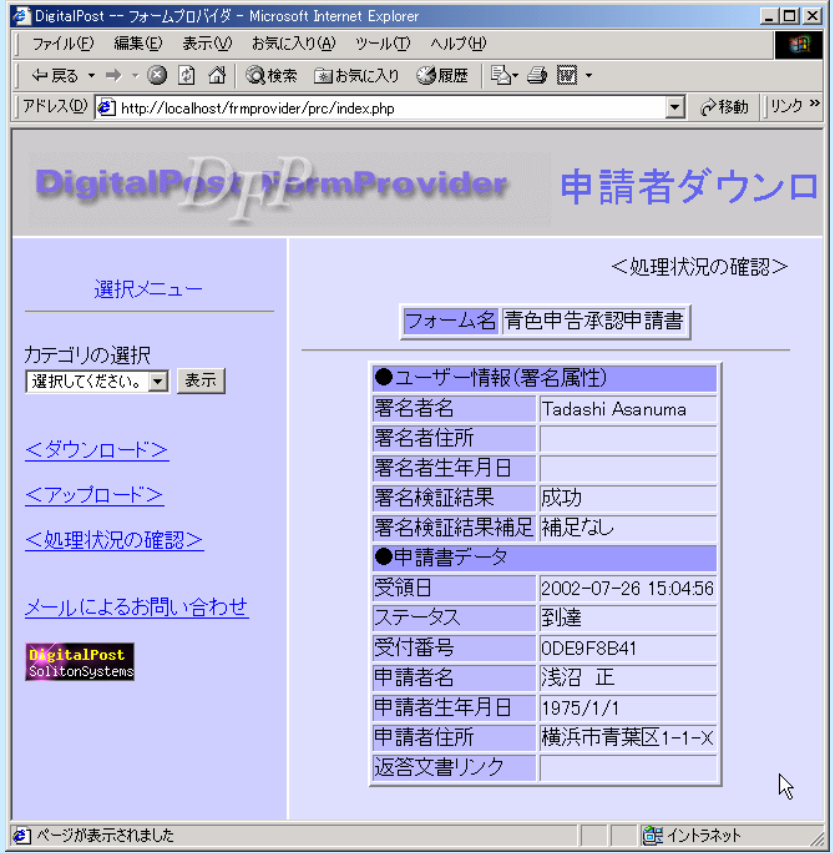 DigitalPost -- フォームプロバイダ - Microsoft Internet Explorer
ファイル(F) 編集(E) 表示(V) お気に入り(A) ツール(T) ヘルプ(H)
戻る 検索 お気に入り 履歴
アドレス(D) http://localhost/frmprovider/prc/index.php 移動 リンク »
DigitalPost FormProvider 申請者ダウンロ
DFP
選択メニュー
カテゴリの選択
選択してください。 表示
<ダウンロード>
<アップロード>
<処理状況の確認>
メールによるお問い合わせ
DigitalPost
SolitonSystems
<処理状況の確認>
フォーム名 青色申告承認申請書
●ユーザー情報(署名属性)
署名者名 Tadashi Asanuma
署名者住所
署名者生年月日
署名検証結果 成功
署名検証結果補足 補足なし
●申請書データ
受領日 2002-07-26 15:04:56
ステータス 到達
受付番号 0DE9F8B41
申請者名 浅沼 正
申請者生年月日 1975/1/1
申請者住所 横浜市青葉区1-1-X
返答文書リンク
ページが表示されました イントラネット